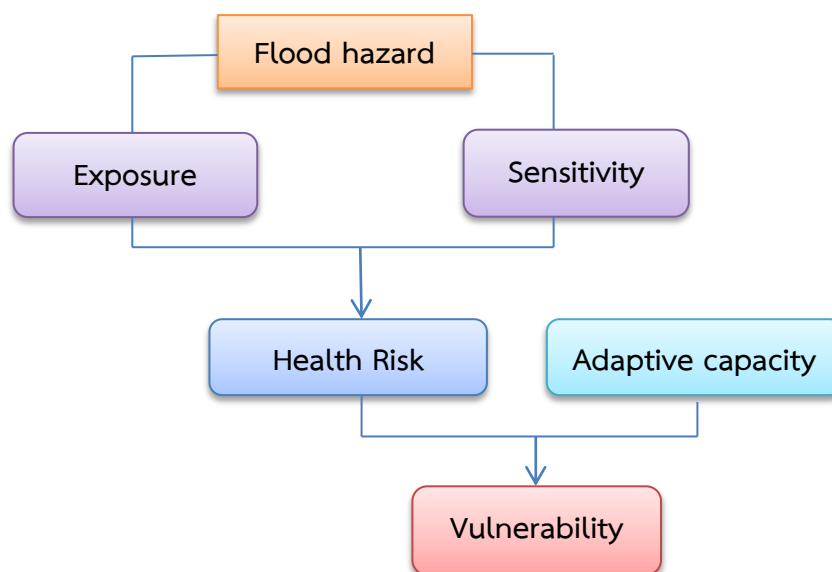 Flood hazard
Exposure
Sensitivity
Health Risk
Adaptive capacity
Vulnerability